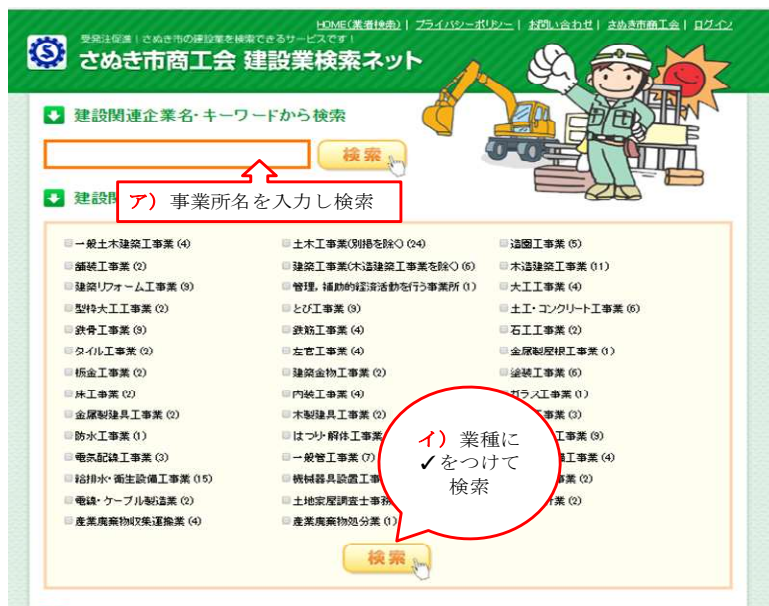 HOME(業者検索) | プライバシーポリシー | お問い合わせ | さぬき市商工会 | ログイン
受発注促進!さぬき市の建設業を検索できるサービスです!
さぬき市商工会 建設業検索ネット
建設関連企業名・キーワードから検索
検索
ア)事業所名を入力し検索
建設関
一般土木建築工事業 (4)
土木工事業(別掲を除く) (24)
造園工事業 (5)
舗装工事業 (2)
建築工事業(木造建築工事業を除く) (6)
木造建築工事業 (11)
建築リフォーム工事業 (9)
管理,補助的経済活動を行う事業所 (1)
大工工事業 (4)
型枠大工工事業 (2)
とび工事業 (9)
土工・コンクリート工事業 (6)
鉄骨工事業 (9)
鉄筋工事業 (4)
石工工事業 (2)
タイル工事業 (2)
左官工事業 (4)
金属製屋根工事業 (1)
板金工事業 (2)
建築金物工事業 (2)
塗装工事業 (6)
床工事業 (2)
内装工事業 (4)
ガラス工事業 (1)
金属製建具工事業 (2)
木製建具工事業 (2)
工事業 (3)
防水工事業 (1)
はつり・解体工事業
工事業 (9)
電気配線工事業 (3)
一般管工事業 (7)
工事業 (4)
給排水・衛生設備工事業 (15)
機械器具設置工事
事業 (2)
電線・ケーブル製造業 (2)
土地家屋調査士事務
業 (2)
産業廃棄物収集運搬業 (4)
産業廃棄物処分業 (1)
イ)業種に
✓をつけて
検索
検索